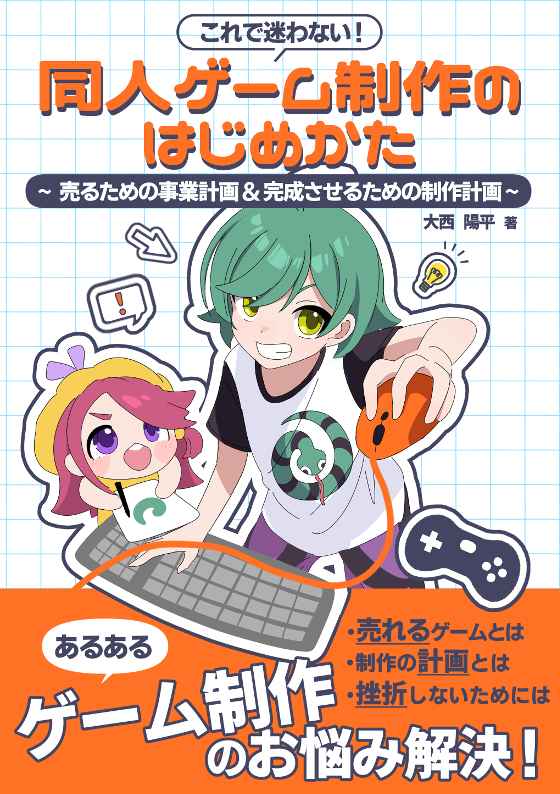 これで迷わない!
同人ゲーム制作の
はじめかた
~ 売るための事業計画&完成させるための制作計画~
大西 陽平 著
!
あるある
ゲーム制作
のお悩み解決!
・売れるゲームとは
・制作の計画とは
・挫折しないためには